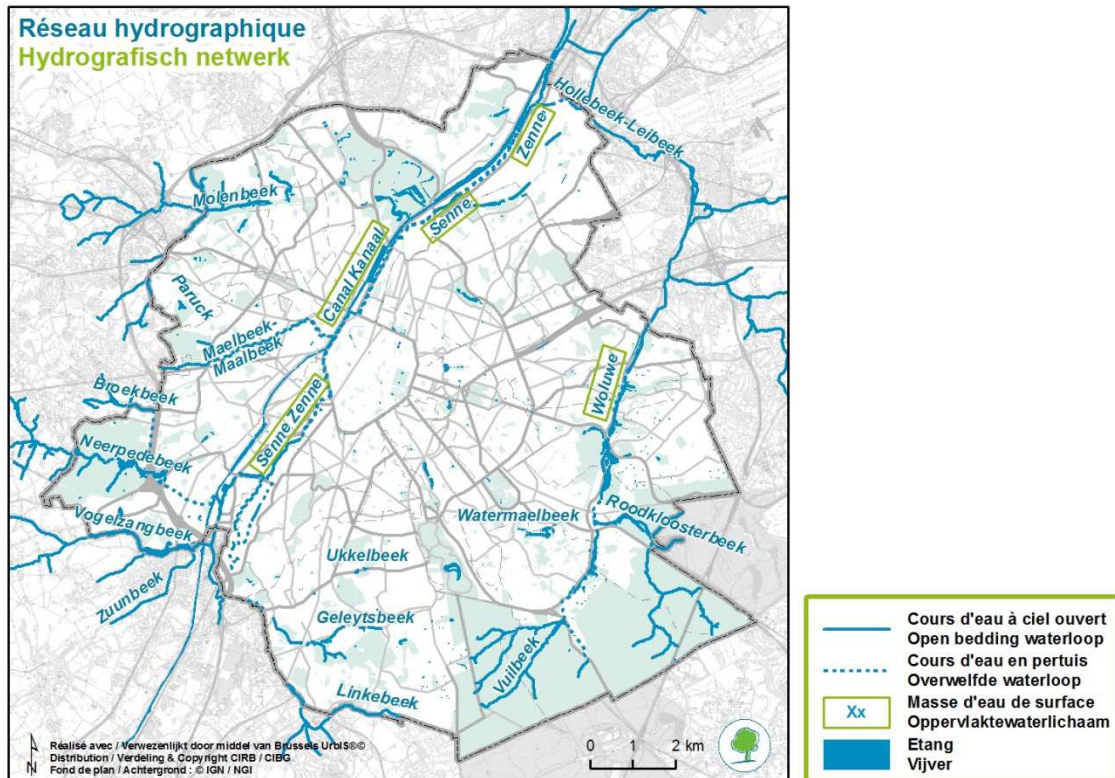 Réseau hydrographique
Hydrografisch netwerk
Hollebeek-Leibeek
Zenne
Senne
Molenbeek
Canal Kanaal
Paruck
Maelbeek-
Maalbeek
Broekbeek
Woluwe
Senne Zenne
Neerpedebeek
Vogelzangbeek
Watermaelbeek
Roodkloosterbeek
Ukkelbeek
Zuunbeek
Geleytsbeek
Vuilbeek
Linkebeek
N
Réalisé avec / Verwezenlijkt door middel van Brussels UrbIS®©
Distribution / Verdeling & Copyright CIRB / CIBG
Fond de plan / Achtergrond : © IGN / NGI
0 1 2 km
Cours d'eau à ciel ouvert
Open bedding waterloop
Cours d'eau en pertuis
Overwelfde waterloop
Xx
Masse d'eau de surface
Oppervlaktewaterlichaam
Etang
Vijver